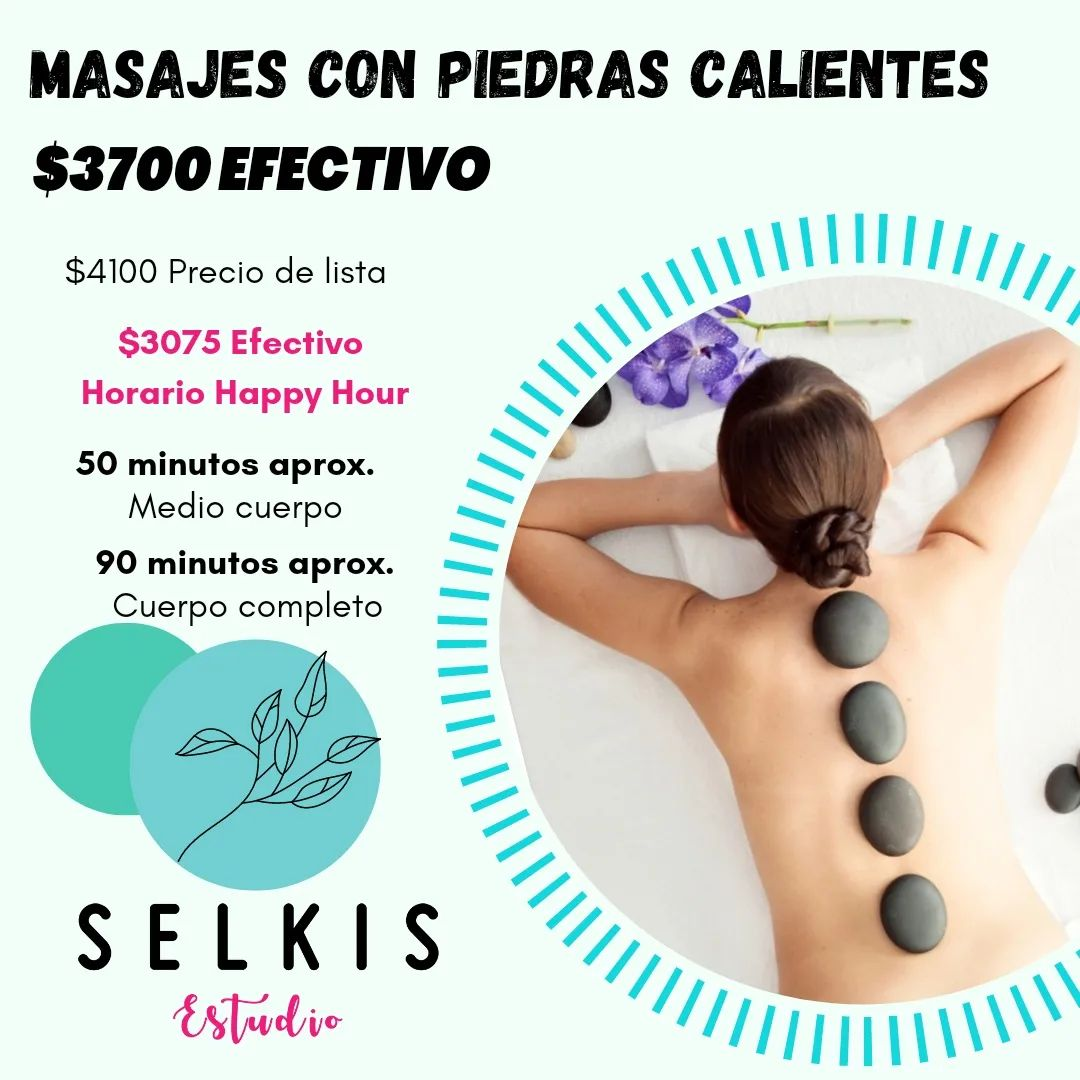 MASAJES CON PIEDRAS CALIENTES
$3700 EFECTIVO
$4100 Precio de lista
$3075 Efectivo
Horario Happy Hour
50 minutos aprox.
Medio cuerpo
90 minutos aprox.
Cuerpo completo
SELKIS
Estudio